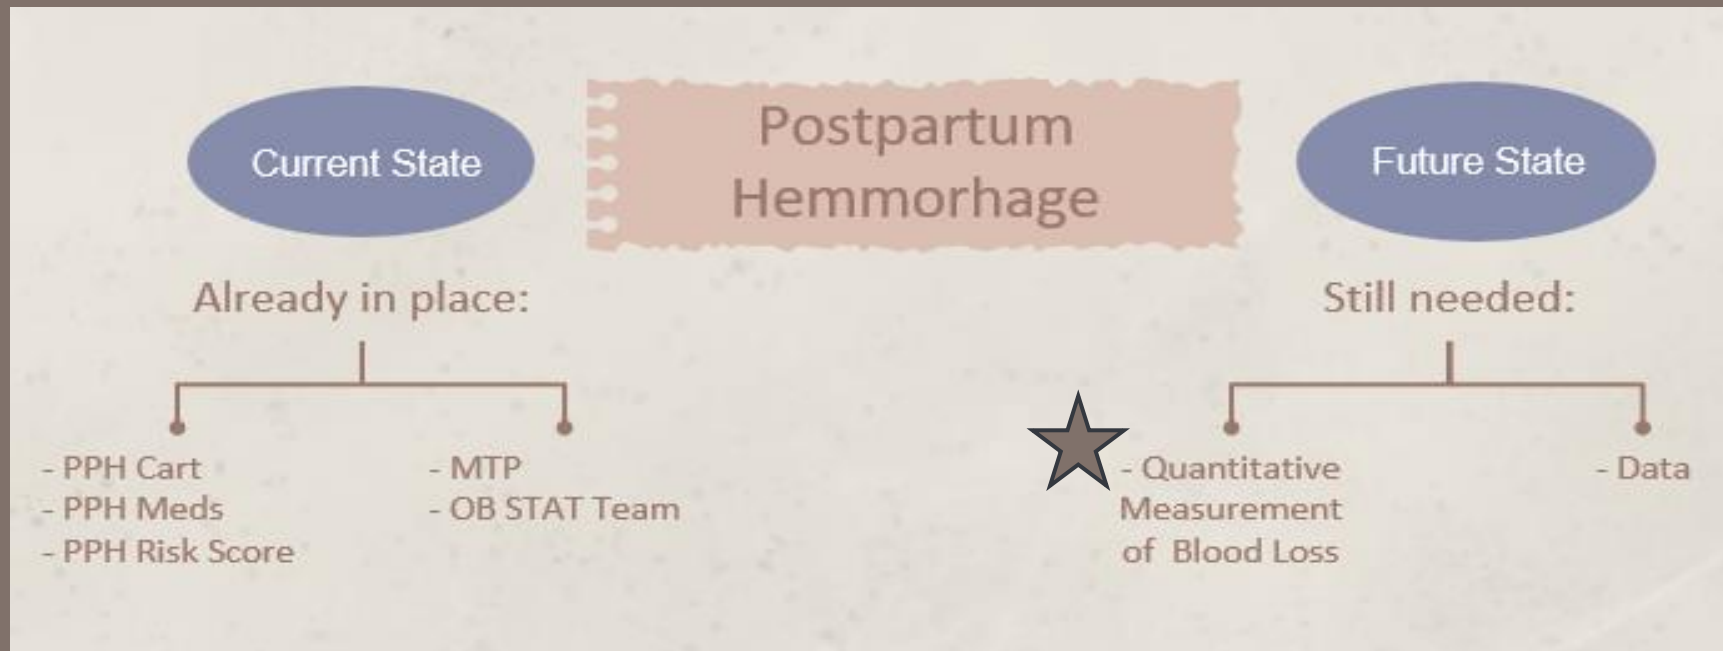 Postpartum
Hemmorhage
Current State
Already in place:
- PPH Cart
- PPH Meds
- PPH Risk Score
- MTP
- OB STAT Team
Future State
Still needed:
- Quantitative
Measurement
of Blood Loss
- Data